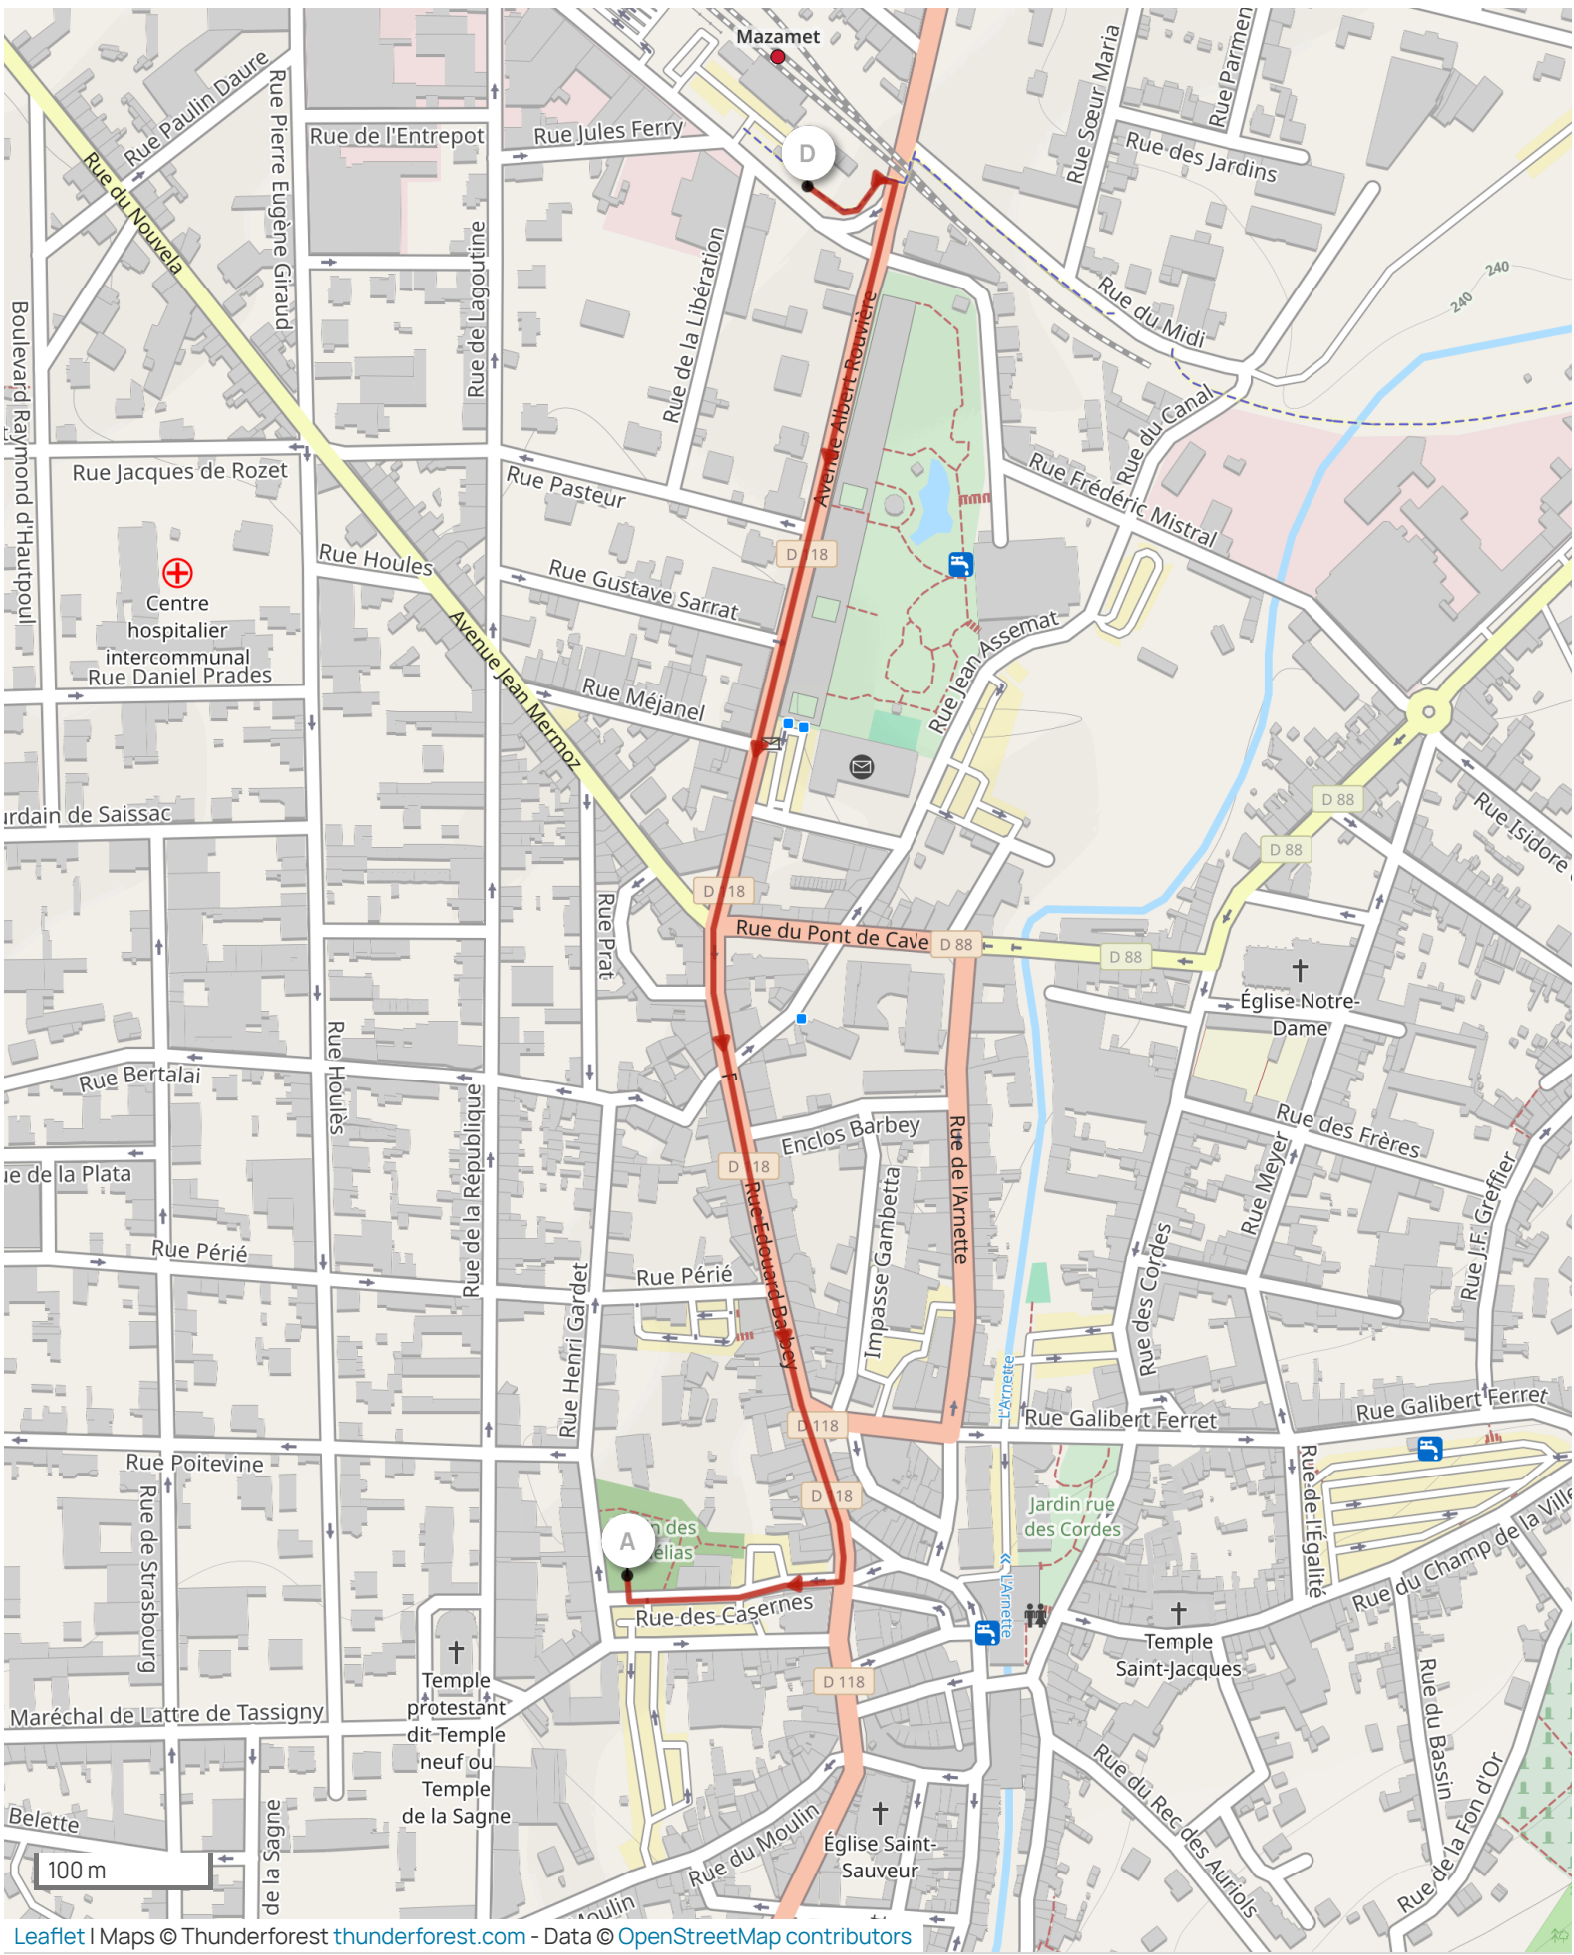 Mazamet
D
Rue Paulin Daure
Rue Pierre Eugène Giraud
Rue de l'Entrepot
Rue Jules Ferry
Rue Sœur Maria
Rue Parmen
Rue des Jardins
Rue du Nouvela
Rue de Lagoutine
Rue de la Libération
Avenue Albert Rouvière
Rue du Midi
240
240
Boulevard Raymond d'Hautpoul
Rue Jacques de Rozet
Rue Pasteur
Rue du Canal
Rue Frédéric Mistral
D 118
Rue Houles
Rue Gustave Sarrat
Centre
hospitalier
intercommunal
Rue Daniel Prades
Avenue Jean Mermoz
Rue Méjanel
Rue Jean Assemat
urdain de Saissac
D 88
Rue Isidore
D 88
D 118
Rue Prat
Rue du Pont de Cave
D 88
D 88
Église Notre-
Dame
Rue Bertalai
Rue Houlès
Rue de la République
Enclos Barbey
Rue de l'Arnette
Rue des Frères
Rue Meyer
Rue J.F. Greffier
ue de la Plata
D 118
Rue Edouard Barbey
Impasse Gambetta
Rue Périé
Rue Périé
Rue Henri Gardet
Rue des Cordes
L'Arnette
Rue Galibert Ferret
Rue Galibert Ferret
D 118
Rue Poitevine
Rue de Strasbourg
D 118
Jardin rue
des Cordes
Rue de l'Égalité
Rue du Champ de la Ville
A
n des
élias
« L'Arnette
Rue des Casernes
Temple
Saint-Jacques
Temple
protestant
dit Temple
neuf ou
Temple
de la Sagne
D 118
Maréchal de Lattre de Tassigny
Rue du Bassin
Rue du Rec des Auriols
Rue de la Fon d'Or
Belette
de la Sagne
Rue du Moulin
Église Saint-
Sauveur
Moulin
100 m
Leaflet | Maps © Thunderforest thunderforest.com - Data © OpenStreetMap contributors